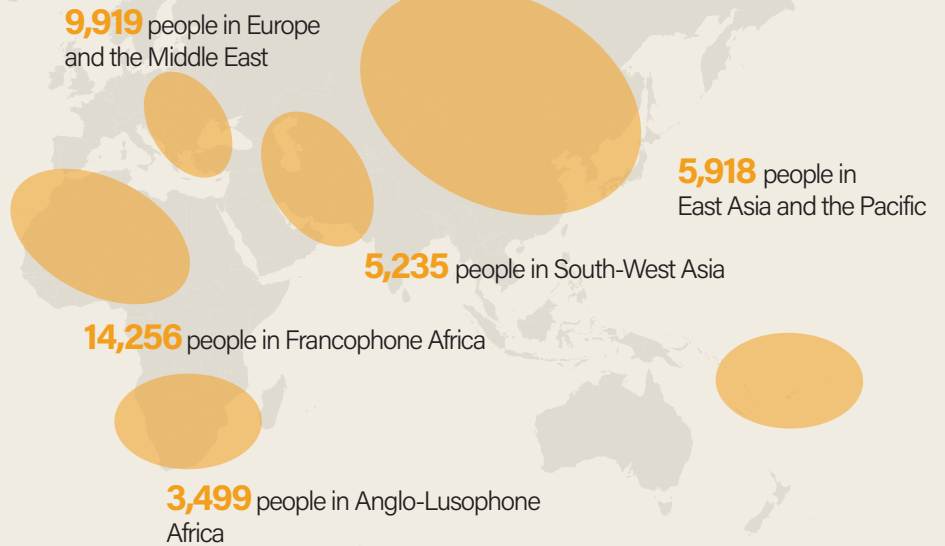 9,919 people in Europe
and the Middle East
5,918 people in
East Asia and the Pacific
5,235 people in South-West Asia
14,256 people in Francophone Africa
3,499 people in Anglo-Lusophone
Africa